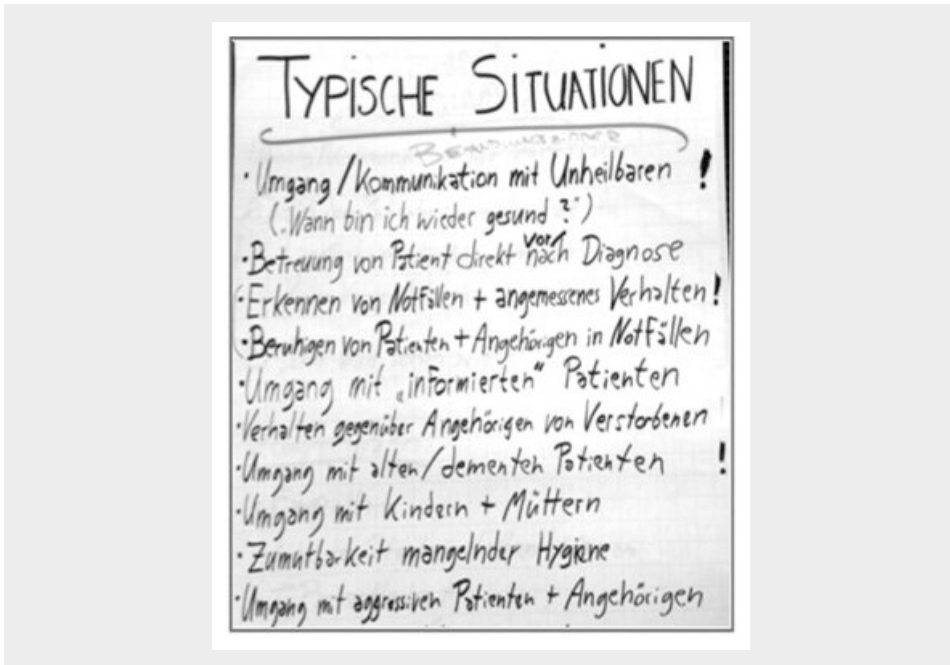 TYPISCHE SITUATIONEN
· Umgang / Kommunikation mit Unheilbaren !
(„Wann bin ich wieder gesund?“)
· Betreuung von Patient direkt vor/nach Diagnose
· Erkennen von Notfällen + angemessenes Verhalten !
· Beruhigen von Patienten + Angehörigen in Notfällen
· Umgang mit „informierten“ Patienten
· Verhalten gegenüber Angehörigen von Verstorbenen
· Umgang mit alten/dementen Patienten !
· Umgang mit Kindern + Müttern
· Zumutbarkeit mangelnder Hygiene
· Umgang mit aggressiven Patienten + Angehörigen